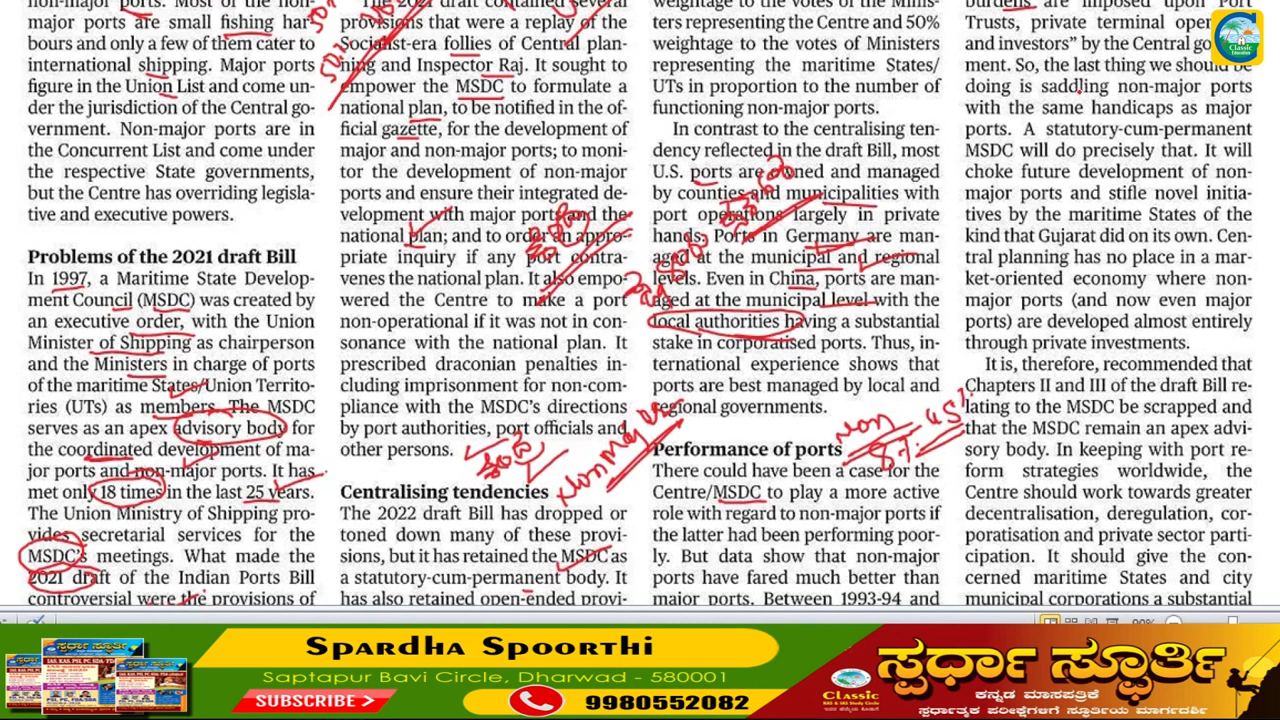 non-major ports. Most of the non-
major ports are small fishing har-
bours and only a few of them cater to
international shipping. Major ports
figure in the Union List and come un-
der the jurisdiction of the Central go-
vernment. Non-major ports are in
the Concurrent List and come under
the respective State governments,
but the Centre has overriding legisla-
tive and executive powers.
Problems of the 2021 draft Bill
In 1997, a Maritime State Develop-
ment Council (MSDC) was created by
an executive order, with the Union
Minister of Shipping as chairperson
and the Ministers in charge of ports
of the maritime States/Union Territo-
ries (UTs) as members. The MSDC
serves as an apex advisory body for
the coordinated development of ma-
jor ports and non-major ports. It has
met only 18 times in the last 25 years.
The Union Ministry of Shipping pro-
vides secretarial services for the
MSDC's meetings. What made the
2021 draft of the Indian Ports Bill
controversial were the provisions of
The 2021 draft contained several
provisions that were a replay of the
Socialist-era follies of Central plan-
ning and Inspector Raj. It sought to
empower the MSDC to formulate a
national plan, to be notified in the of-
ficial gazette, for the development of
major and non-major ports; to moni-
tor the development of non-major
ports and ensure their integrated de-
velopment with major ports and the
national plan; and to order an appro-
priate inquiry if any port contra-
venes the national plan. It also empo-
wered the Centre to make a port
non-operational if it was not in con-
sonance with the national plan. It
prescribed draconian penalties in-
cluding imprisonment for non-com-
pliance with the MSDC's directions
by port authorities, port officials and
other persons.
Centralising tendencies
The 2022 draft Bill has dropped or
toned down many of these provi-
sions, but it has retained the MSDC as
a statutory-cum-permanent body. It
has also retained open-ended provi-
weightage to the votes of the Minis-
ters representing the Centre and 50%
weightage to the votes of Ministers
representing the maritime States/
UTs in proportion to the number of
functioning non-major ports.
In contrast to the centralising ten-
dency reflected in the draft Bill, most
U.S. ports are owned and managed
by counties and municipalities with
port operations largely in private
hands. Ports in Germany are man-
aged at the municipal and regional
levels. Even in China, ports are man-
aged at the municipal level with the
local authorities having a substantial
stake in corporatised ports. Thus, in-
ternational experience shows that
ports are best managed by local and
regional governments.
Non
87.45%
Performance of ports
There could have been a case for the
Centre/MSDC to play a more active
role with regard to non-major ports if
the latter had been performing poor-
ly. But data show that non-major
ports have fared much better than
major ports. Between 1993-94 and
burdens are imposed upon Port
Trusts, private terminal oper
and investors" by the Central go
ment. So, the last thing we should be
doing is saddling non-major ports
with the same handicaps as major
ports. A statutory-cum-permanent
MSDC will do precisely that. It will
choke future development of non-
major ports and stifle novel initia-
tives by the maritime States of the
kind that Gujarat did on its own. Cen-
tral planning has no place in a mar-
ket-oriented economy where non-
major ports (and now even major
ports) are developed almost entirely
through private investments.
It is, therefore, recommended that
Chapters II and III of the draft Bill re-
lating to the MSDC be scrapped and
that the MSDC remain an apex advi-
sory body. In keeping with port re-
form strategies worldwide, the
Centre should work towards greater
decentralisation, deregulation, cor-
poratisation and private sector parti-
cipation. It should give the con-
cerned maritime States and city
municipal corporations a substantial
Classic
Spardha Spoorthi
Saptapur Bavi Circle, Dharwad - 580001
SUBSCRIBE
9980552082
ಸ್ಪರ್ಧಾ ಸ್ಫೂರ್ತಿ
ಕನ್ನಡ ಮಾಸಪತ್ರಿಕೆ
ಸ್ಪರ್ಧಾತ್ಮಕ ಪರೀಕ್ಷೆಗಳಿಗೆ ಸ್ಫೂರ್ತಿಯ ಮಾರ್ಗದರ್ಶಿ
Classic